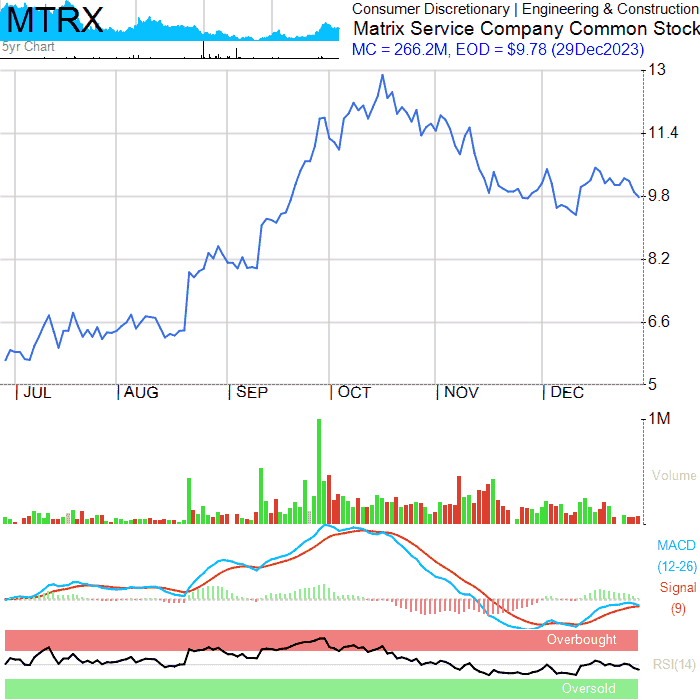 MTRX
5yr Chart
Consumer Discretionary | Engineering & Construction
Matrix Service Company Common Stock
MC = 266.2M, EOD = $9.78 (29Dec2023)
13
11.4
9.8
8.2
6.6
5
| JUL | AUG | SEP | OCT | NOV | DEC
1M
Volume
MACD
(12-26)
Signal
(9)
Overbought
RSI(14)
Oversold